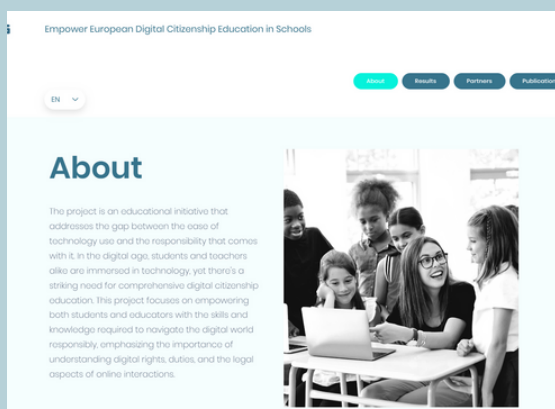 Empower European Digital Citizenship Education in Schools
About Results Partners Publication
EN
About
The project is an educational initiative that
addresses the gap between the ease of
technology use and the responsibility that comes
with it. In the digital age, students and teachers
alike are immersed in technology, yet there's a
striking need for comprehensive digital citizenship
education. This project focuses on empowering
both students and educators with the skills and
knowledge required to navigate the digital world
responsibly, emphasizing the importance of
understanding digital rights, duties, and the legal
aspects of online interactions.